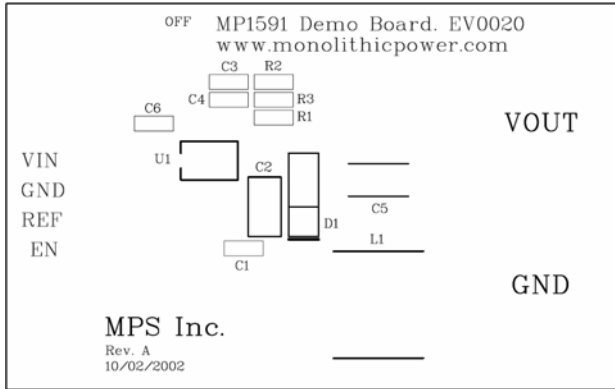 OFF MP1591 Demo Board. EV0020
www.monolithicpower.com
C3 R2
C4 R3
R1
C6
VOUT
U1
VIN
C2
GND
C5
REF
D1
L1
EN
C1
GND
MPS Inc.
Rev. A
10/02/2002